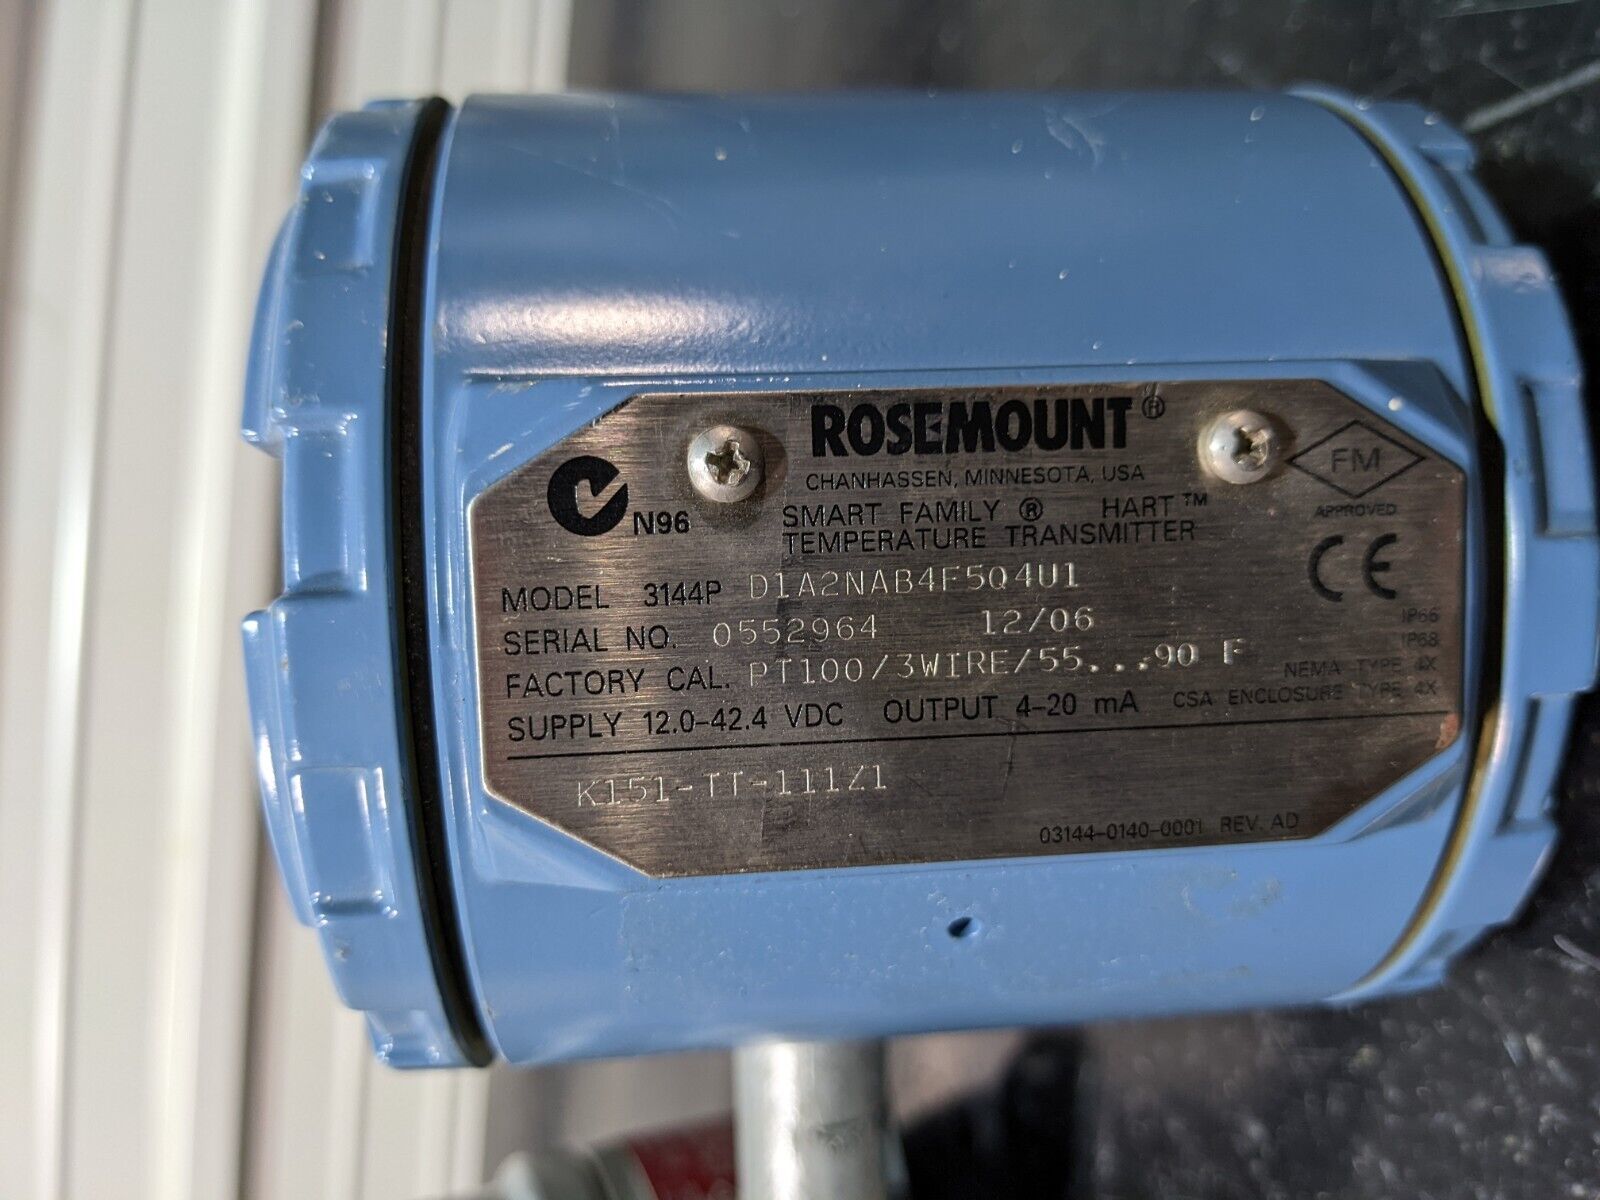 ROSEMOUNT®
CHANHASSEN, MINNESOTA, USA
N96
SMART FAMILY ® HART™
TEMPERATURE TRANSMITTER
FM
APPROVED
CE
MODEL 3144P D1A2NAB4F5Q4U1
SERIAL NO. 0552964 12/06
FACTORY CAL. PT100/3WIRE/55...90 F
SUPPLY 12.0-42.4 VDC OUTPUT 4-20 mA
IP66
IP68
NEMA TYPE 4X
CSA ENCLOSURE TYPE 4X
K151-TT-111Z1
03144-0140-0001 REV. AD